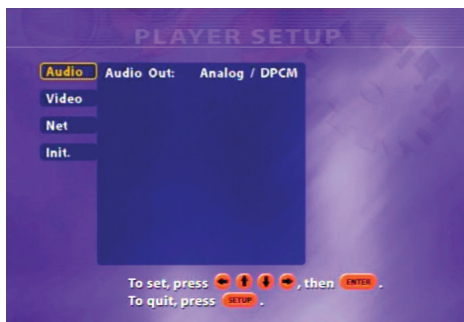 PLAYER SETUP
Audio
Audio Out: Analog / DPCM
Video
Net
Init.
To set, press , then ENTER .
To quit, press SETUP .